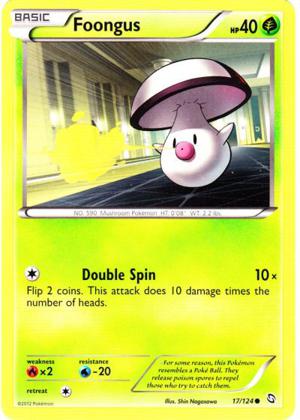 BASIC
Foongus HP40
NO. 590 Mushroom Pokémon HT: 0'08" WT: 2.2 lbs.
Double Spin 10×
Flip 2 coins. This attack does 10 damage times
the number of heads.
weakness resistance
×2 -20
retreat
For some reason, this Pokémon
resembles a Poké Ball. They
release poison spores to repel
those who try to catch them.
©2012 Pokémon Illus. Shin Nagasawa 17/124